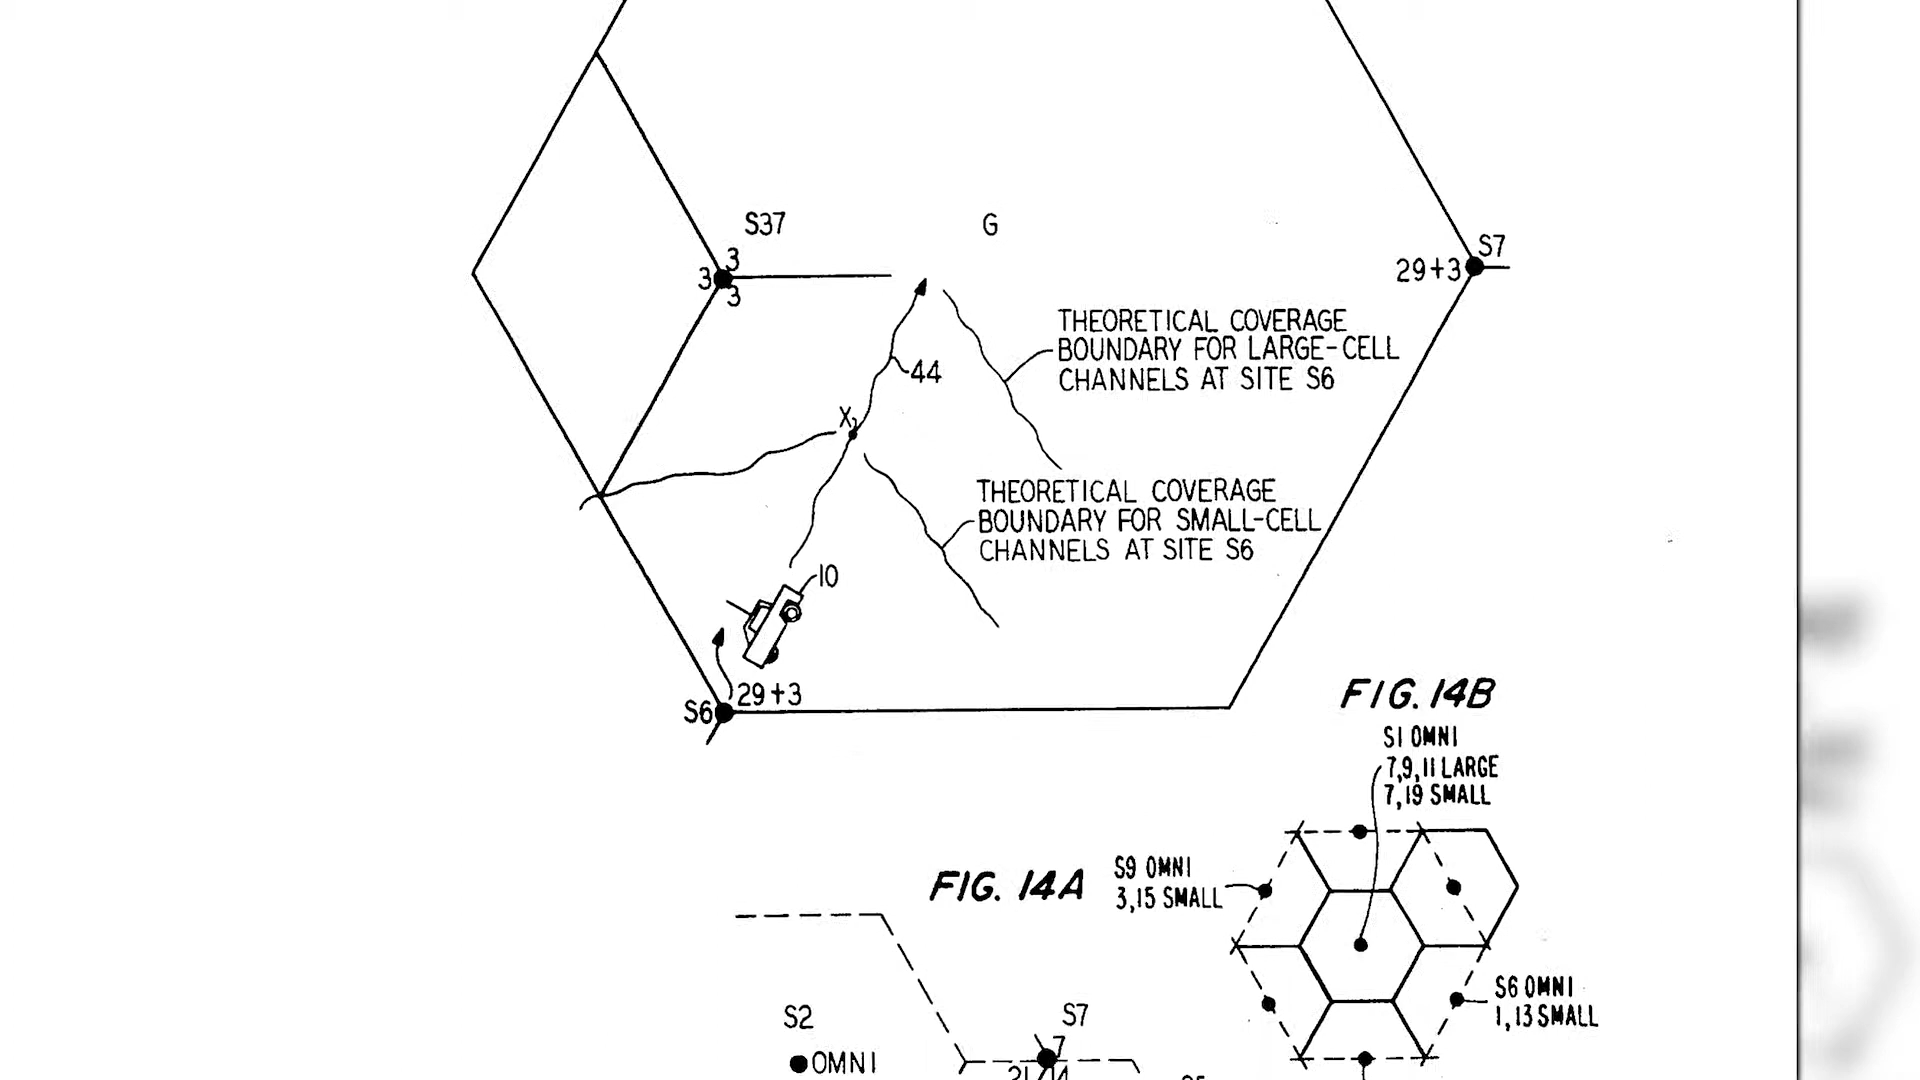 S37
G
3
3
3
S7
29+3
THEORETICAL COVERAGE
BOUNDARY FOR LARGE-CELL
CHANNELS AT SITE S6
44
X1
THEORETICAL COVERAGE
BOUNDARY FOR SMALL-CELL
CHANNELS AT SITE S6
10
29+3
S6
FIG. 14B
S1 OMNI
7,9,11 LARGE
7,19 SMALL
FIG. 14A
S9 OMNI
3,15 SMALL
S6 OMNI
1,13 SMALL
S2
S7
7
OMNI